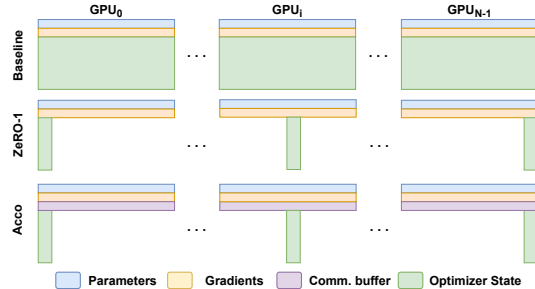 GPU0 GPUi GPUN-1
Baseline
. . . . . .
ZeRO-1
. . . . . .
Acco
. . . . . .
Parameters Gradients Comm. buffer Optimizer State